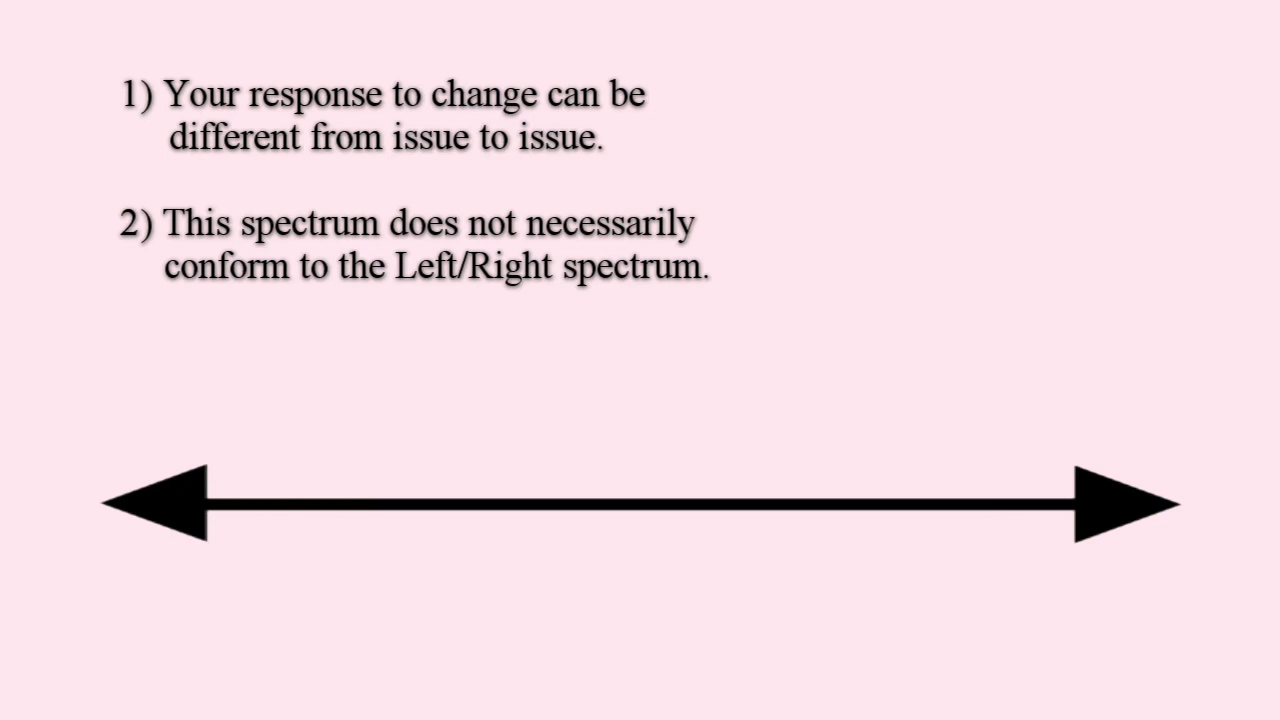 1) Your response to change can be
different from issue to issue.
2) This spectrum does not necessarily
conform to the Left/Right spectrum.